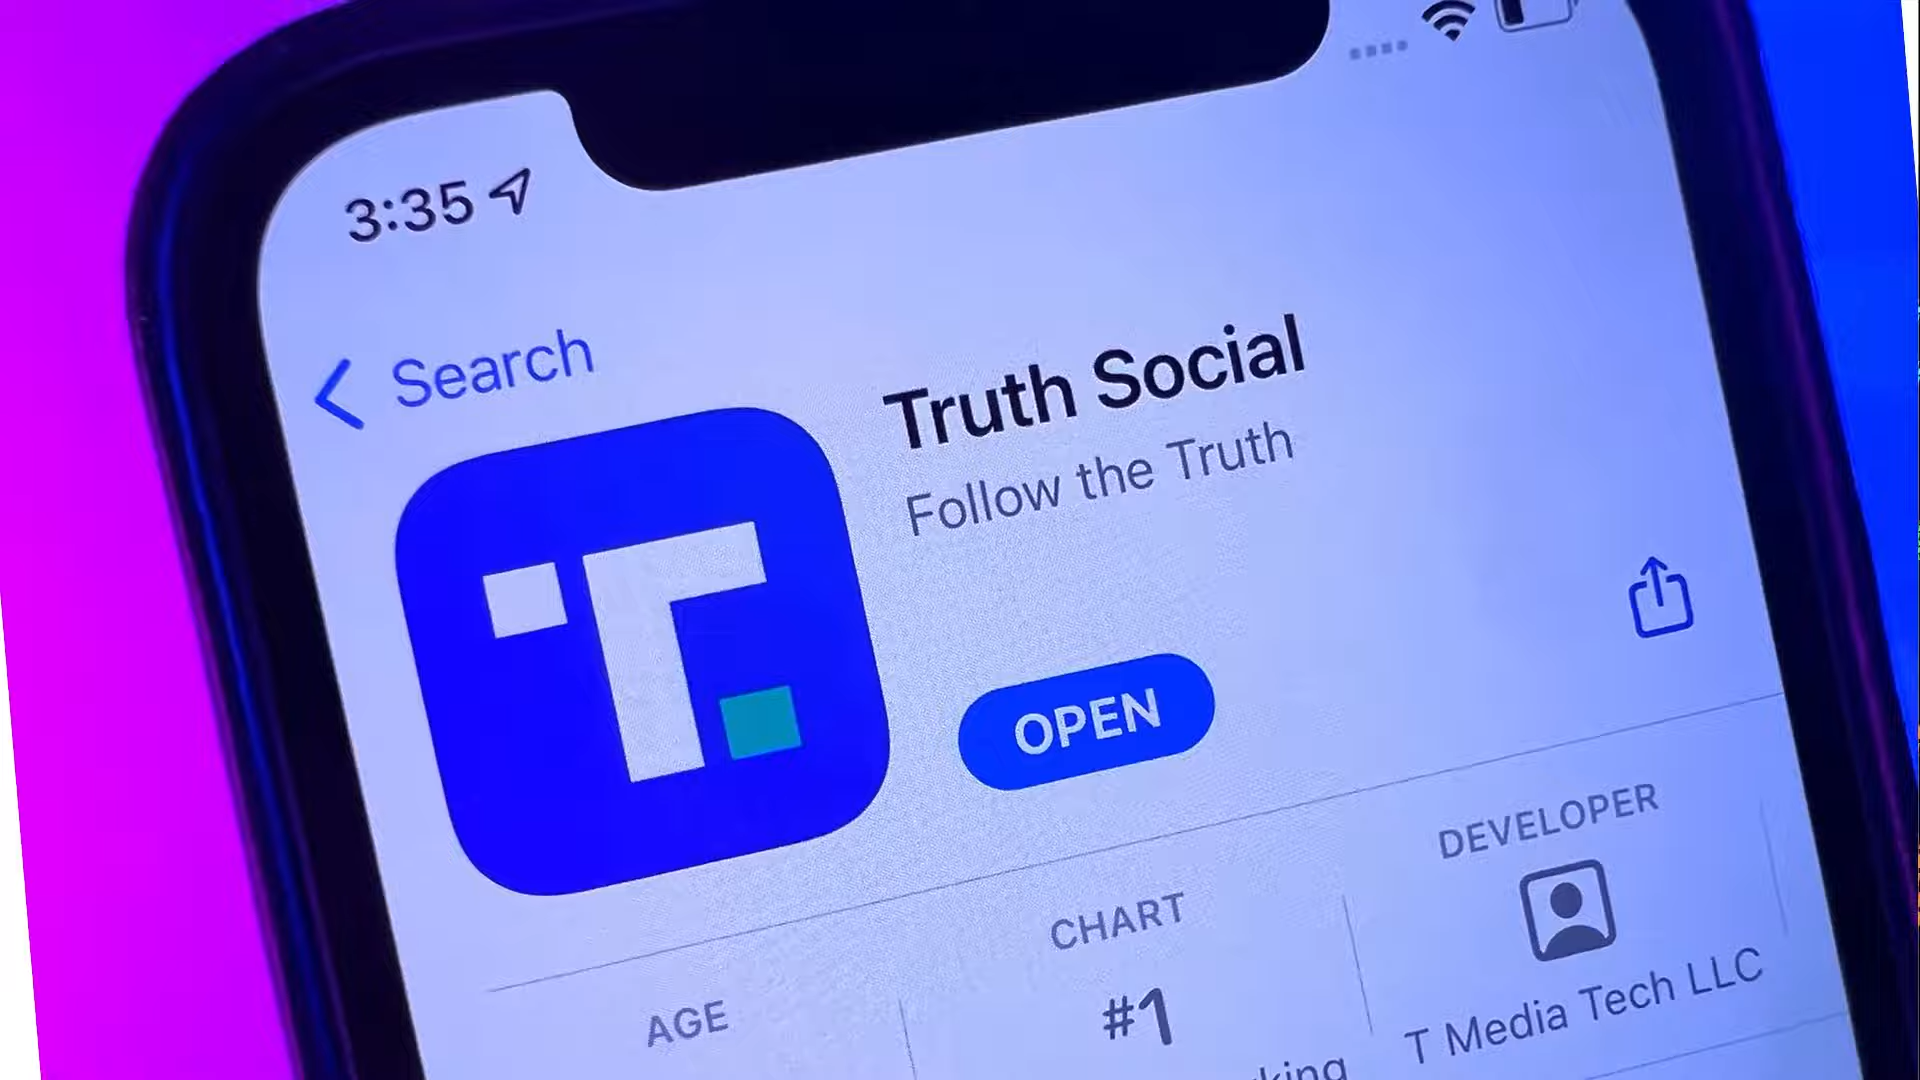 3:35
Search
Truth Social
Follow the Truth
OPEN
AGE
CHART
#1
DEVELOPER
T Media Tech LLC